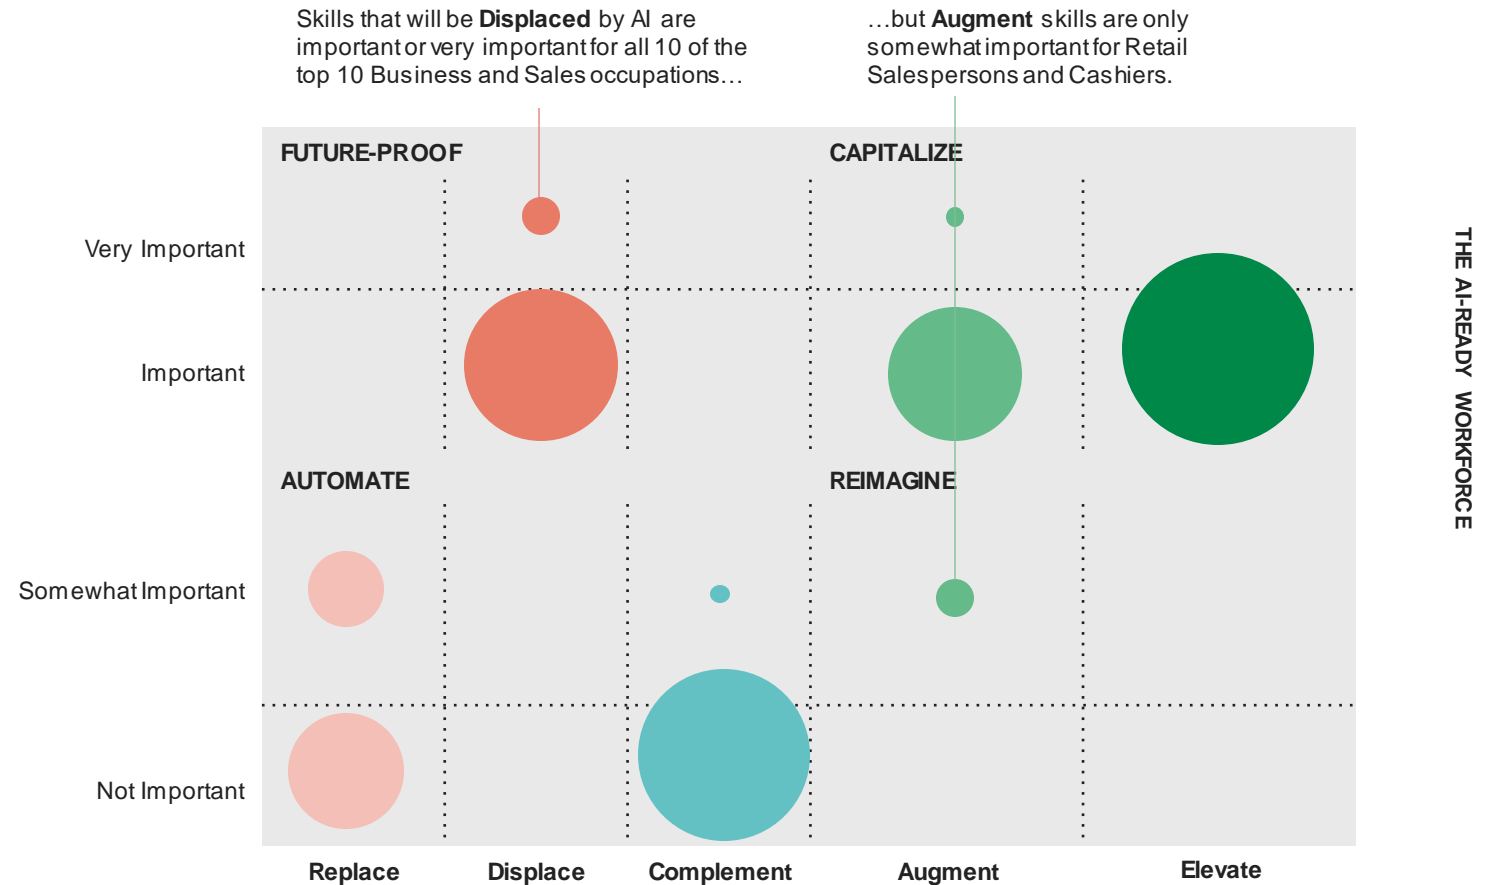 Skills that will be Displaced by AI are
important or very important for all 10 of the
top 10 Business and Sales occupations…
…but Augment skills are only
somewhat important for Retail
Salespersons and Cashiers.
FUTURE-PROOF
CAPITALIZE
Very Important
Important
AUTOMATE
REIMAGINE
Somewhat Important
Not Important
Replace
Displace
Complement
Augment
Elevate
THE AI-READY WORKFORCE